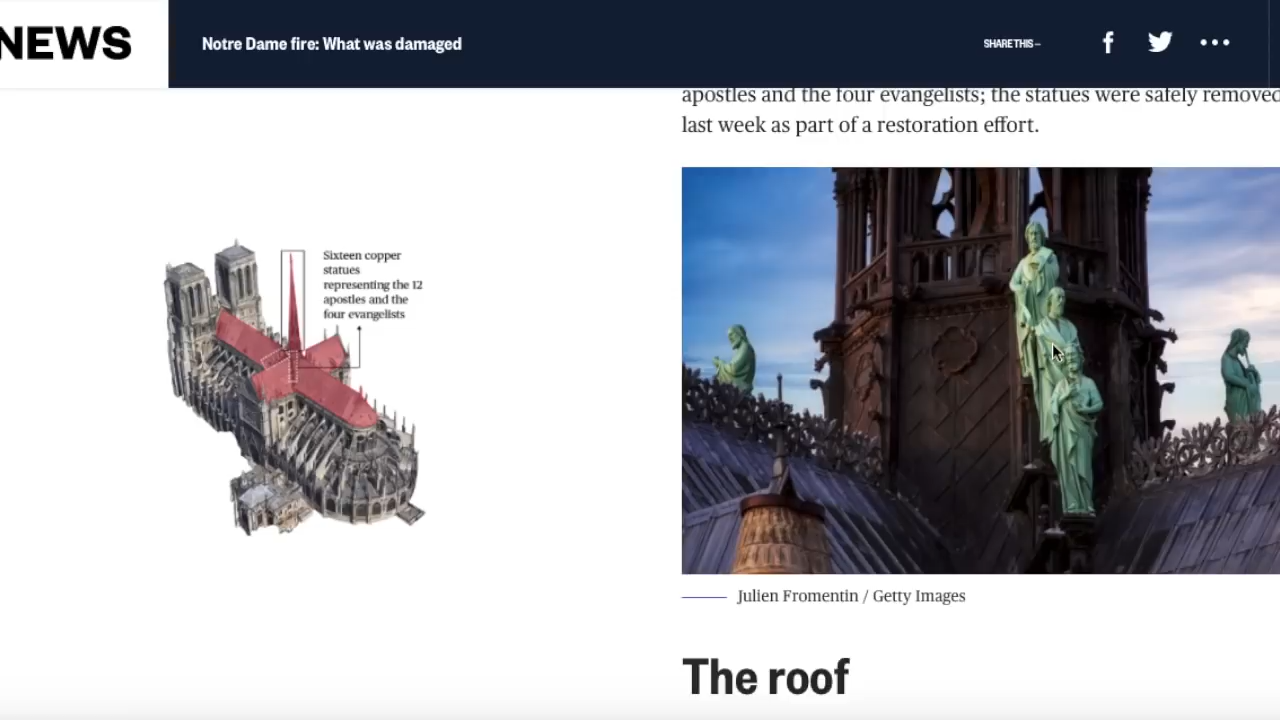 NEWS
Notre Dame fire: What was damaged
SHARE THIS –
apostles and the four evangelists; the statues were safely removed
last week as part of a restoration effort.
Sixteen copper
statues
representing the 12
apostles and the
four evangelists
Julien Fromentin / Getty Images
The roof